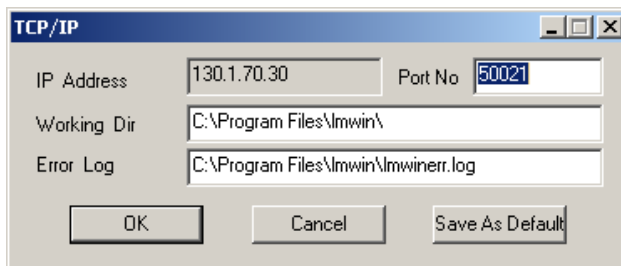 TCP/IP
IP Address 130.1.70.30 Port No 50021
Working Dir C:\Program Files\lmwin\
Error Log C:\Program Files\lmwin\lmwinerr.log
OK Cancel Save As Default